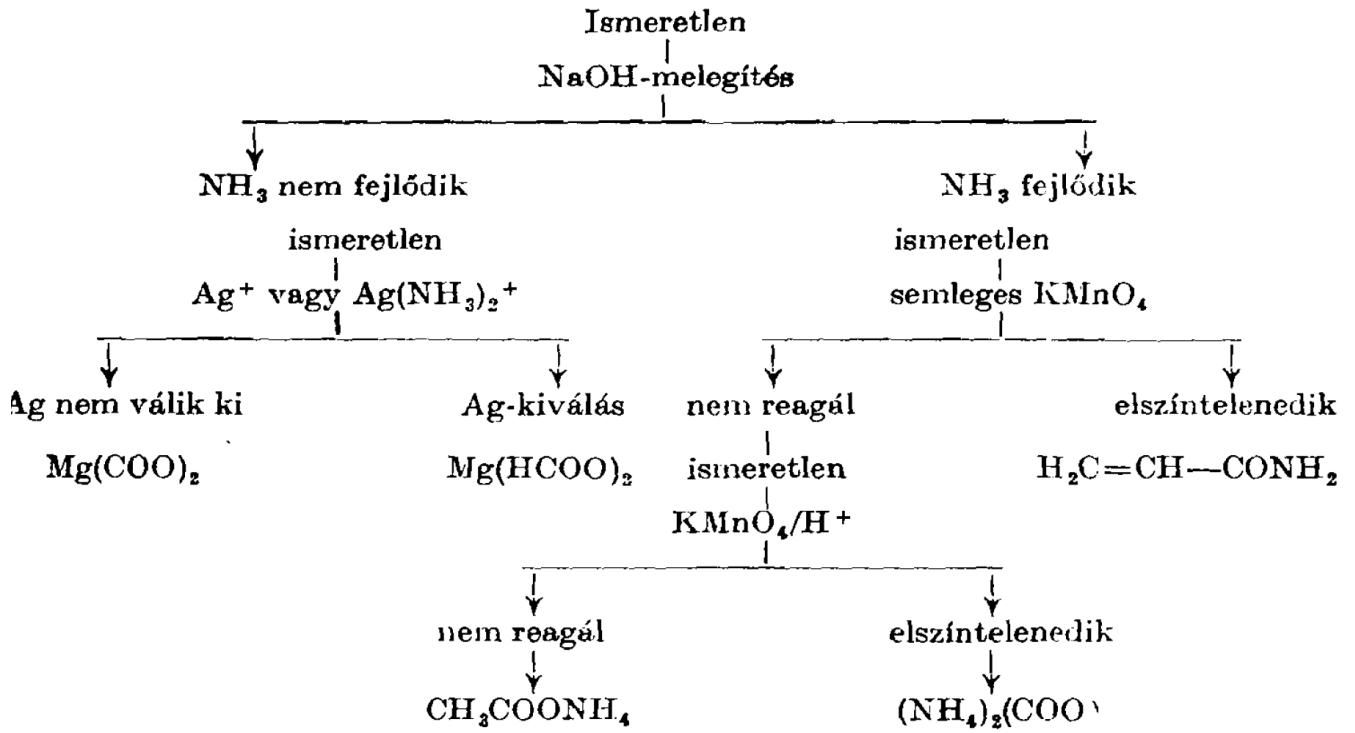 Ismeretlen
NaOH-melegítés
NH₃ nem fejlődik NH₃ fejlődik
ismeretlen ismeretlen
Ag⁺ vagy Ag(NH₃)₂⁺ semleges KMnO₄
Ag nem válik ki Ag-kiválás nem reagál elszíntelenedik
Mg(COO)₂ Mg(HCOO)₂ ismeretlen H₂C=CH—CONH₂
KMnO₄/H⁺
nem reagál elszíntelenedik
CH₃COONH₄ (NH₄)₂(COO)